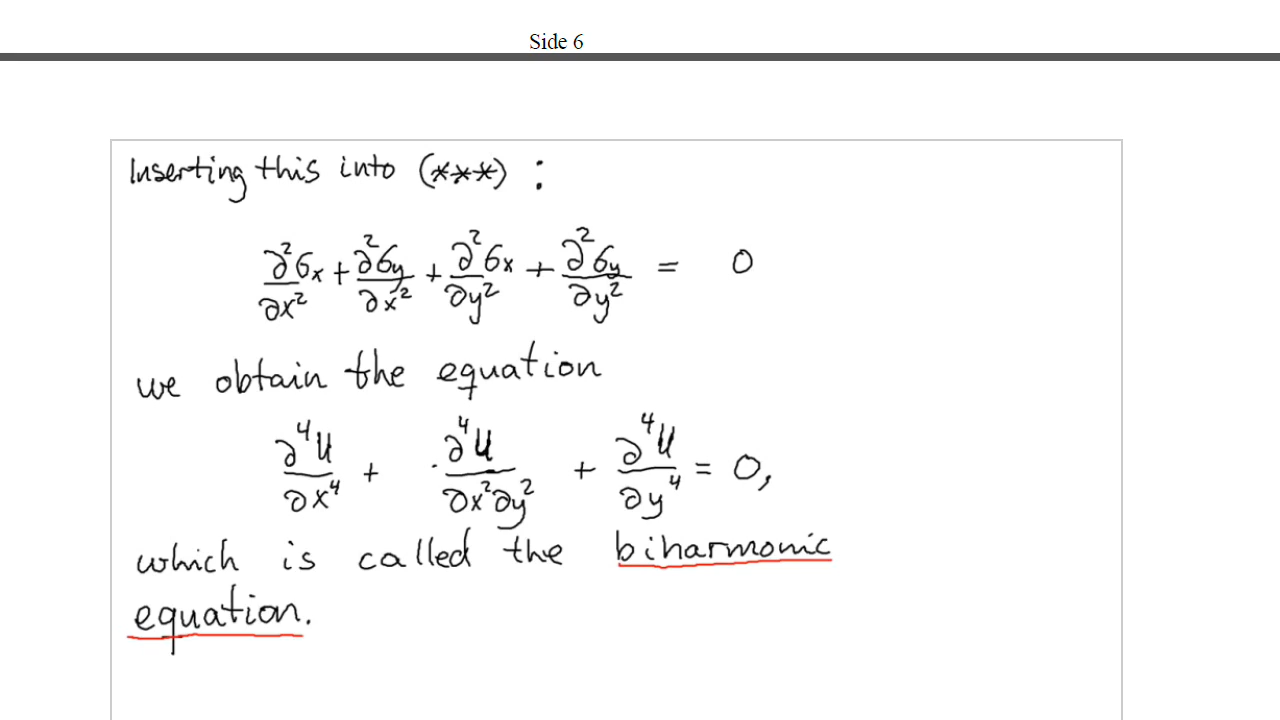 Side 6
Inserting this into (***) :
∂²σx/∂x² + ∂²σy/∂x² + ∂²σx/∂y² + ∂²σy/∂y² = 0
we obtain the equation
∂⁴U/∂x⁴ + ∂⁴U/∂x²∂y² + ∂⁴U/∂y⁴ = 0,
which is called the biharmonic
equation.